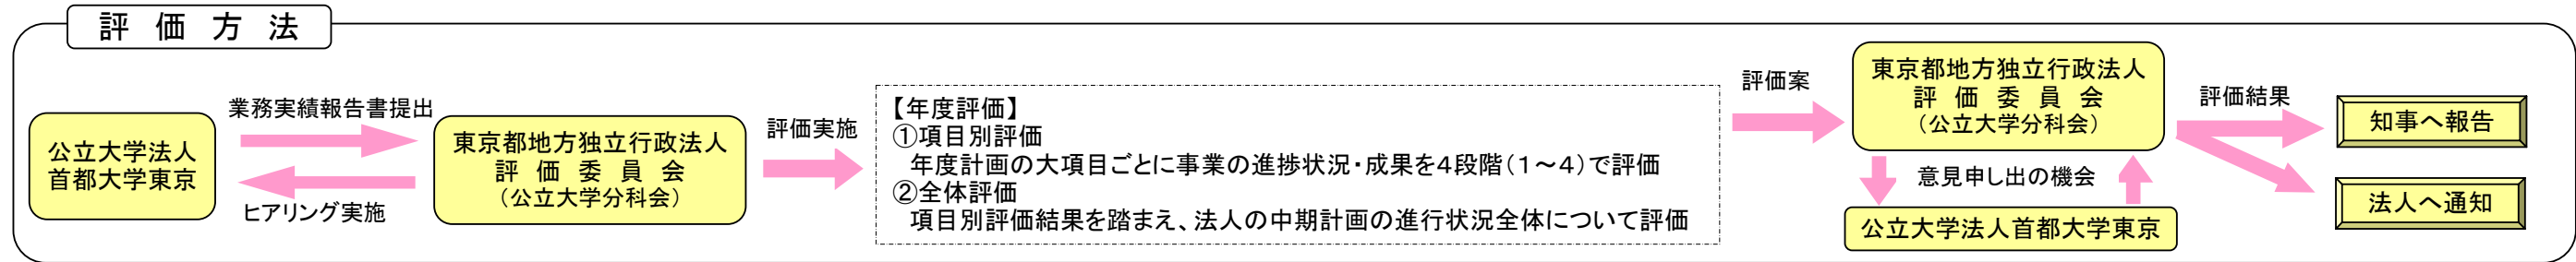 評　価　方　法
公立大学法人
首都大学東京
業務実績報告書提出
ヒアリング実施
東京都地方独立行政法人
評　価　委　員　会
（公立大学分科会）
評価実施
【年度評価】
①項目別評価
年度計画の大項目ごとに事業の進捗状況・成果を４段階（１～４）で評価
②全体評価
項目別評価結果を踏まえ、法人の中期計画の進行状況全体について評価
評価案
東京都地方独立行政法人
評　価　委　員　会
（公立大学分科会）
意見申し出の機会
公立大学法人首都大学東京
評価結果
知事へ報告
法人へ通知